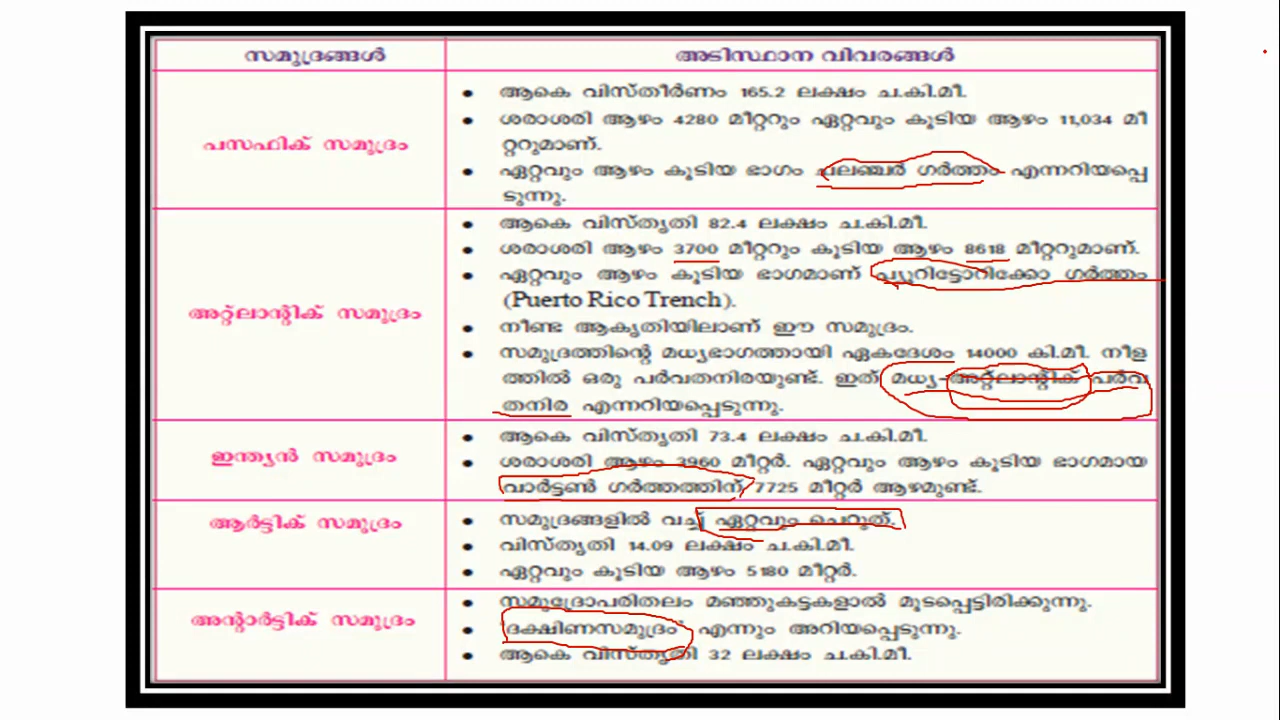 സമുദ്രങ്ങൾ അടിസ്ഥാന വിവരങ്ങൾ
ആകെ വിസ്തീർണം 165.2 ലക്ഷം ച.കി.മീ.
ശരാശരി ആഴം 4280 മീറ്ററും ഏറ്റവും കൂടിയ ആഴം 11,034 മീ
റ്ററുമാണ്.
പസഫിക് സമുദ്രം
ഏറ്റവും ആഴം കൂടിയ ഭാഗം ചലഞ്ചർ ഗർത്തം എന്നറിയപ്പെ
ടുന്നു.
ആകെ വിസ്തൃതി 82.4 ലക്ഷം ച.കി.മീ.
ശരാശരി ആഴം 3700 മീറ്ററും കൂടിയ ആഴം 8618 മീറ്ററുമാണ്.
ഏറ്റവും ആഴം കൂടിയ ഭാഗമാണ് പ്യൂറിട്ടോറിക്കോ ഗർത്തം
(Puerto Rico Trench).
അറ്റ്ലാന്റിക് സമുദ്രം
നീണ്ട ആകൃതിയിലാണ് ഈ സമുദ്രം.
സമുദ്രത്തിന്റെ മധ്യഭാഗത്തായി ഏകദേശം 14000 കി.മീ. നീള
ത്തിൽ ഒരു പർവതനിരയുണ്ട്. ഇത് മധ്യ-അറ്റ്ലാന്റിക് പർവ
തനിര എന്നറിയപ്പെടുന്നു.
ആകെ വിസ്തൃതി 73.4 ലക്ഷം ച.കി.മീ.
ഇന്ത്യൻ സമുദ്രം
ശരാശരി ആഴം 3960 മീറ്റർ. ഏറ്റവും ആഴം കൂടിയ ഭാഗമായ
വാർട്ടൺ ഗർത്തത്തിന് 7725 മീറ്റർ ആഴമുണ്ട്.
ആർട്ടിക് സമുദ്രം
സമുദ്രങ്ങളിൽ വച്ച് ഏറ്റവും ചെറുത്.
വിസ്തൃതി 14.09 ലക്ഷം ച.കി.മീ.
ഏറ്റവും കൂടിയ ആഴം 5180 മീറ്റർ.
സമുദ്രോപരിതലം മഞ്ഞുകട്ടകളാൽ മൂടപ്പെട്ടിരിക്കുന്നു.
അന്റാർട്ടിക് സമുദ്രം
'ദക്ഷിണസമുദ്രം' എന്നും അറിയപ്പെടുന്നു.
ആകെ വിസ്തൃതി 32 ലക്ഷം ച.കി.മീ.